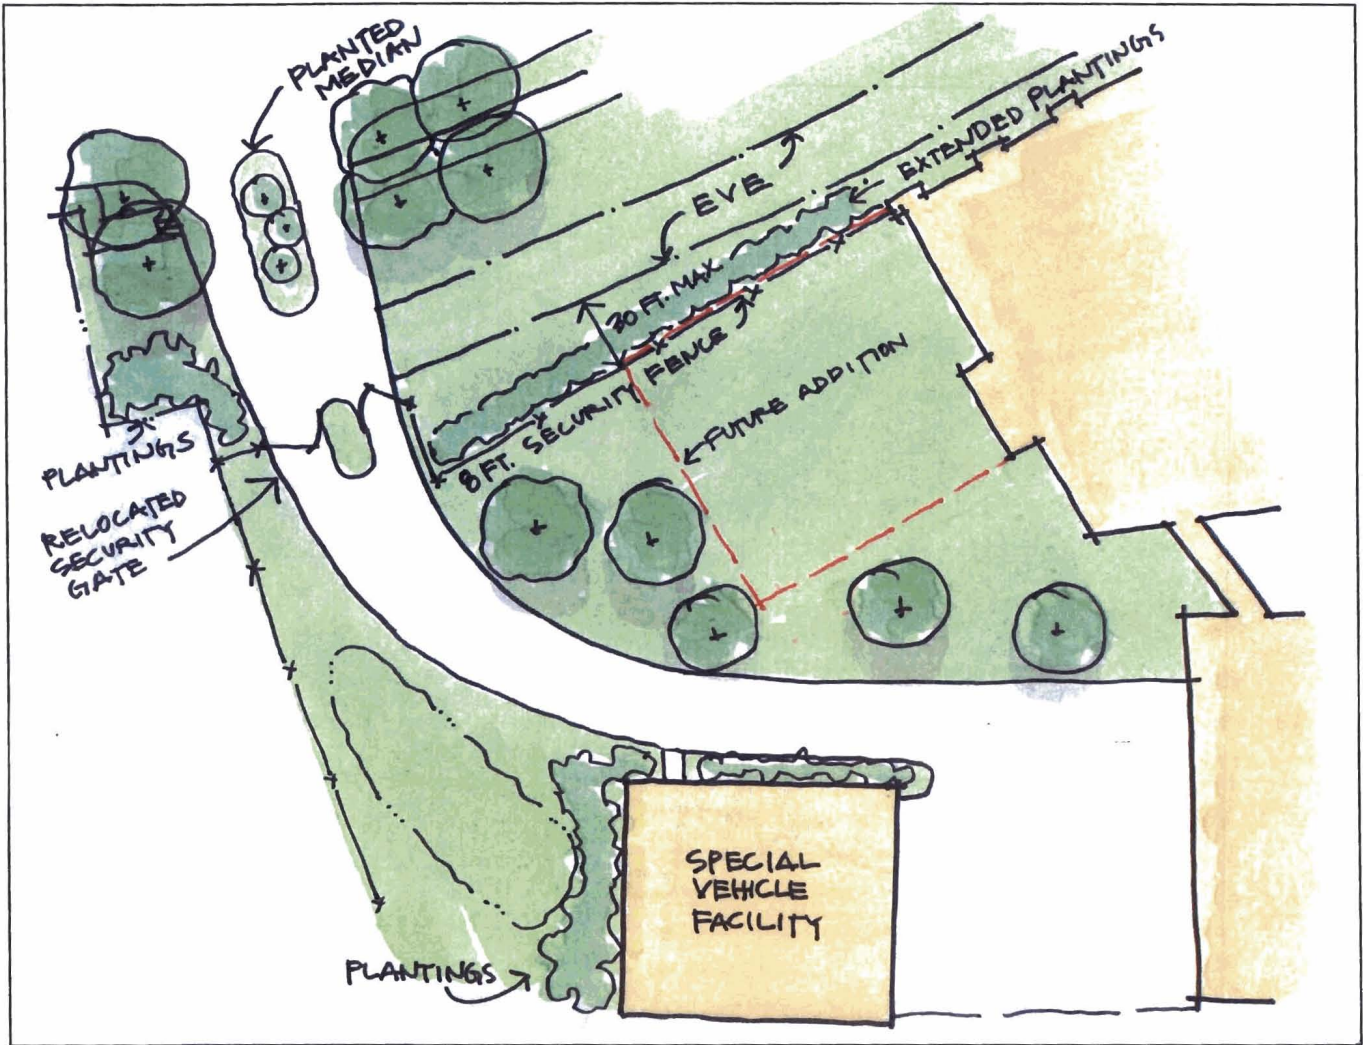 PLANTED
MEDIAN
EXTENDED PLANTINGS
EVE
30 FT. MAX
8 FT. SECURITY FENCE
FUTURE ADDITION
PLANTINGS
RELOCATED
SECURITY
GATE
SPECIAL
VEHICLE
FACILITY
PLANTINGS